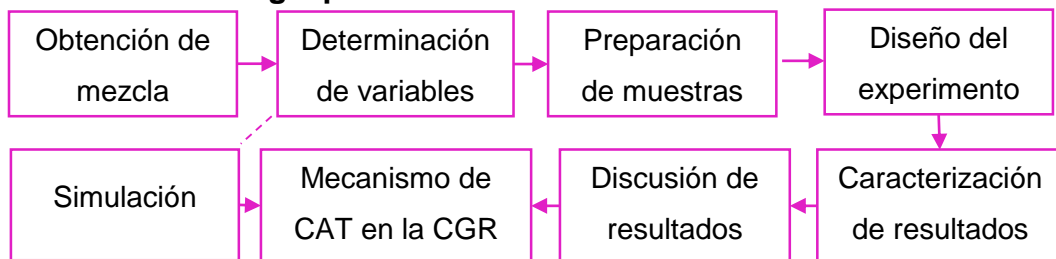 Obtención de
mezcla
Determinación
de variables
Preparación
de muestras
Diseño del
experimento
Simulación
Mecanismo de
CAT en la CGR
Discusión de
resultados
Caracterización
de resultados